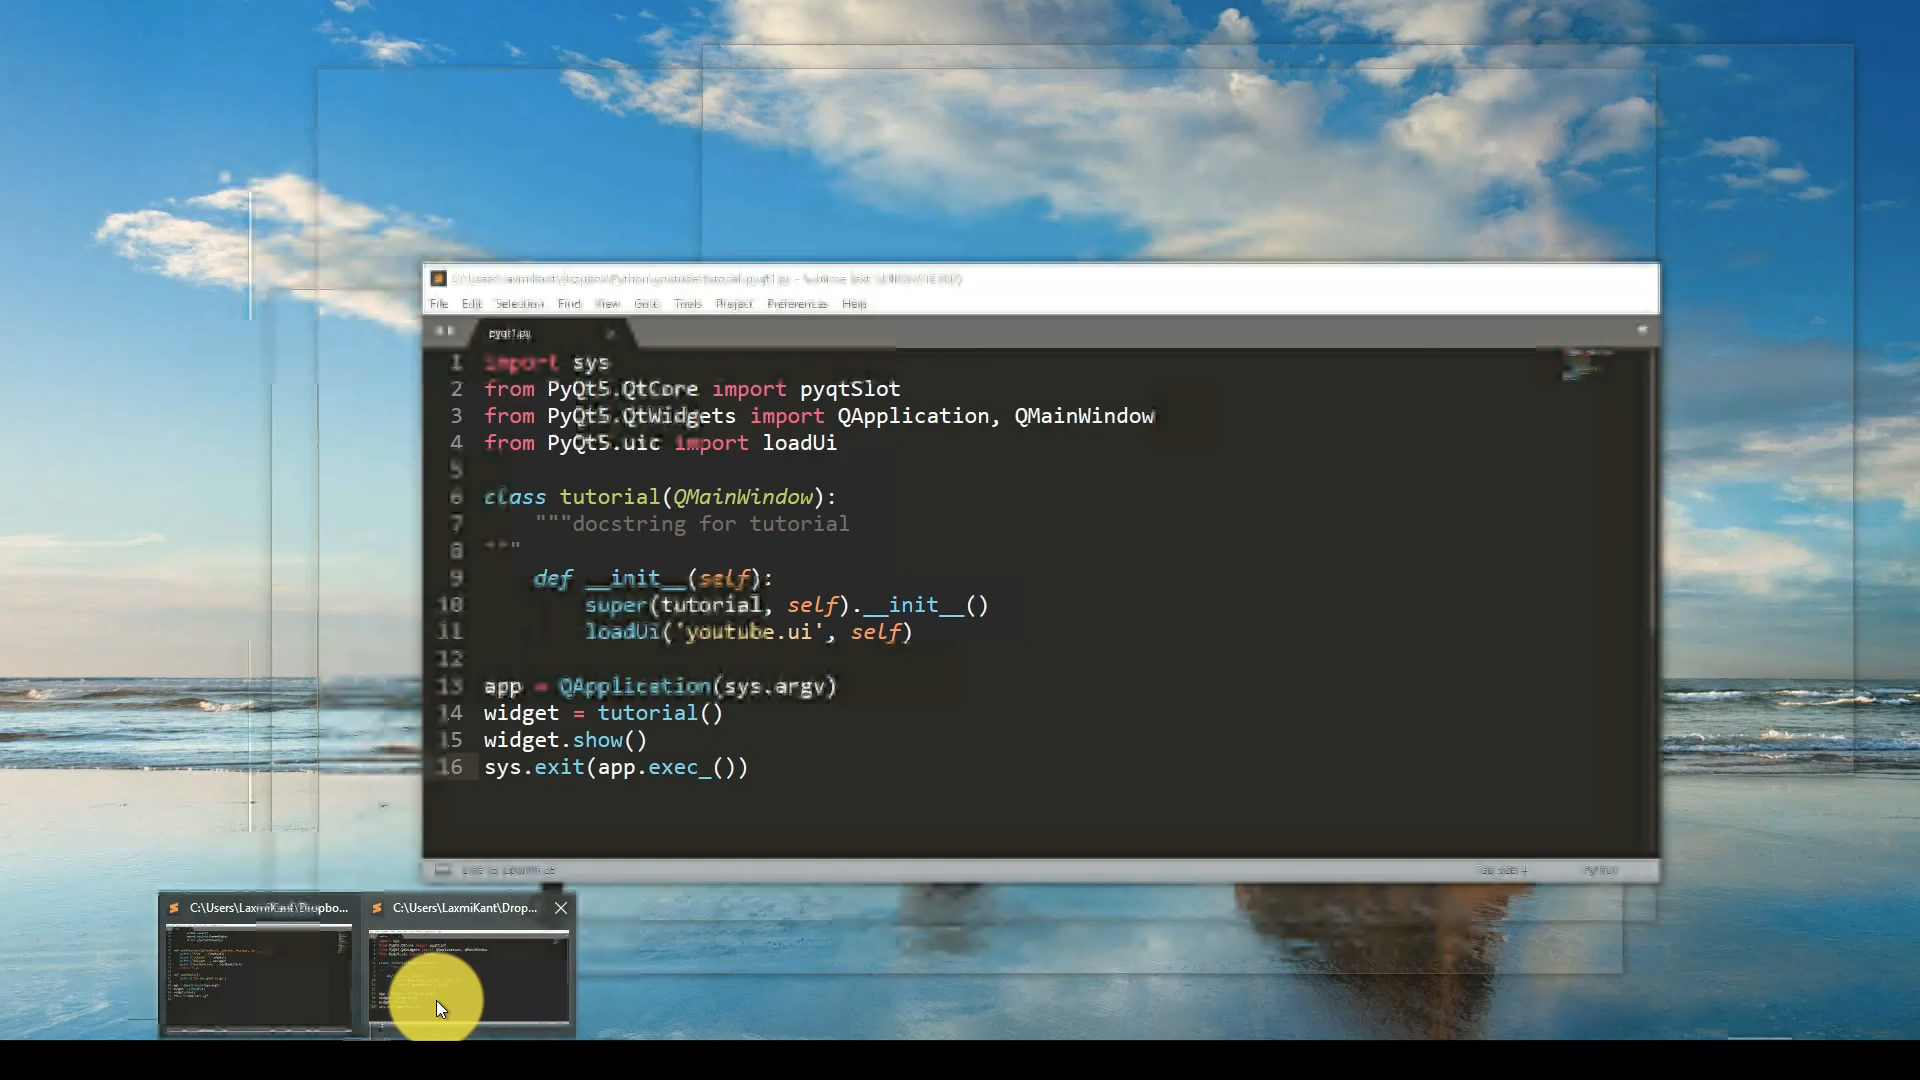 File Edit Selection Find View Goto Tools Project Preferences Help
pyqt1.py
1 import sys
2 from PyQt5.QtCore import pyqtSlot
3 from PyQt5.QtWidgets import QApplication, QMainWindow
4 from PyQt5.uic import loadUi
5
6 class tutorial(QMainWindow):
7 """docstring for tutorial
8 """
9 def __init__(self):
10 super(tutorial, self).__init__()
11 loadUi('youtube.ui', self)
12
13 app = QApplication(sys.argv)
14 widget = tutorial()
15 widget.show()
16 sys.exit(app.exec_())
Python
C:\Users\LaxmiKant\Dropbo...
C:\Users\LaxmiKant\Drop...